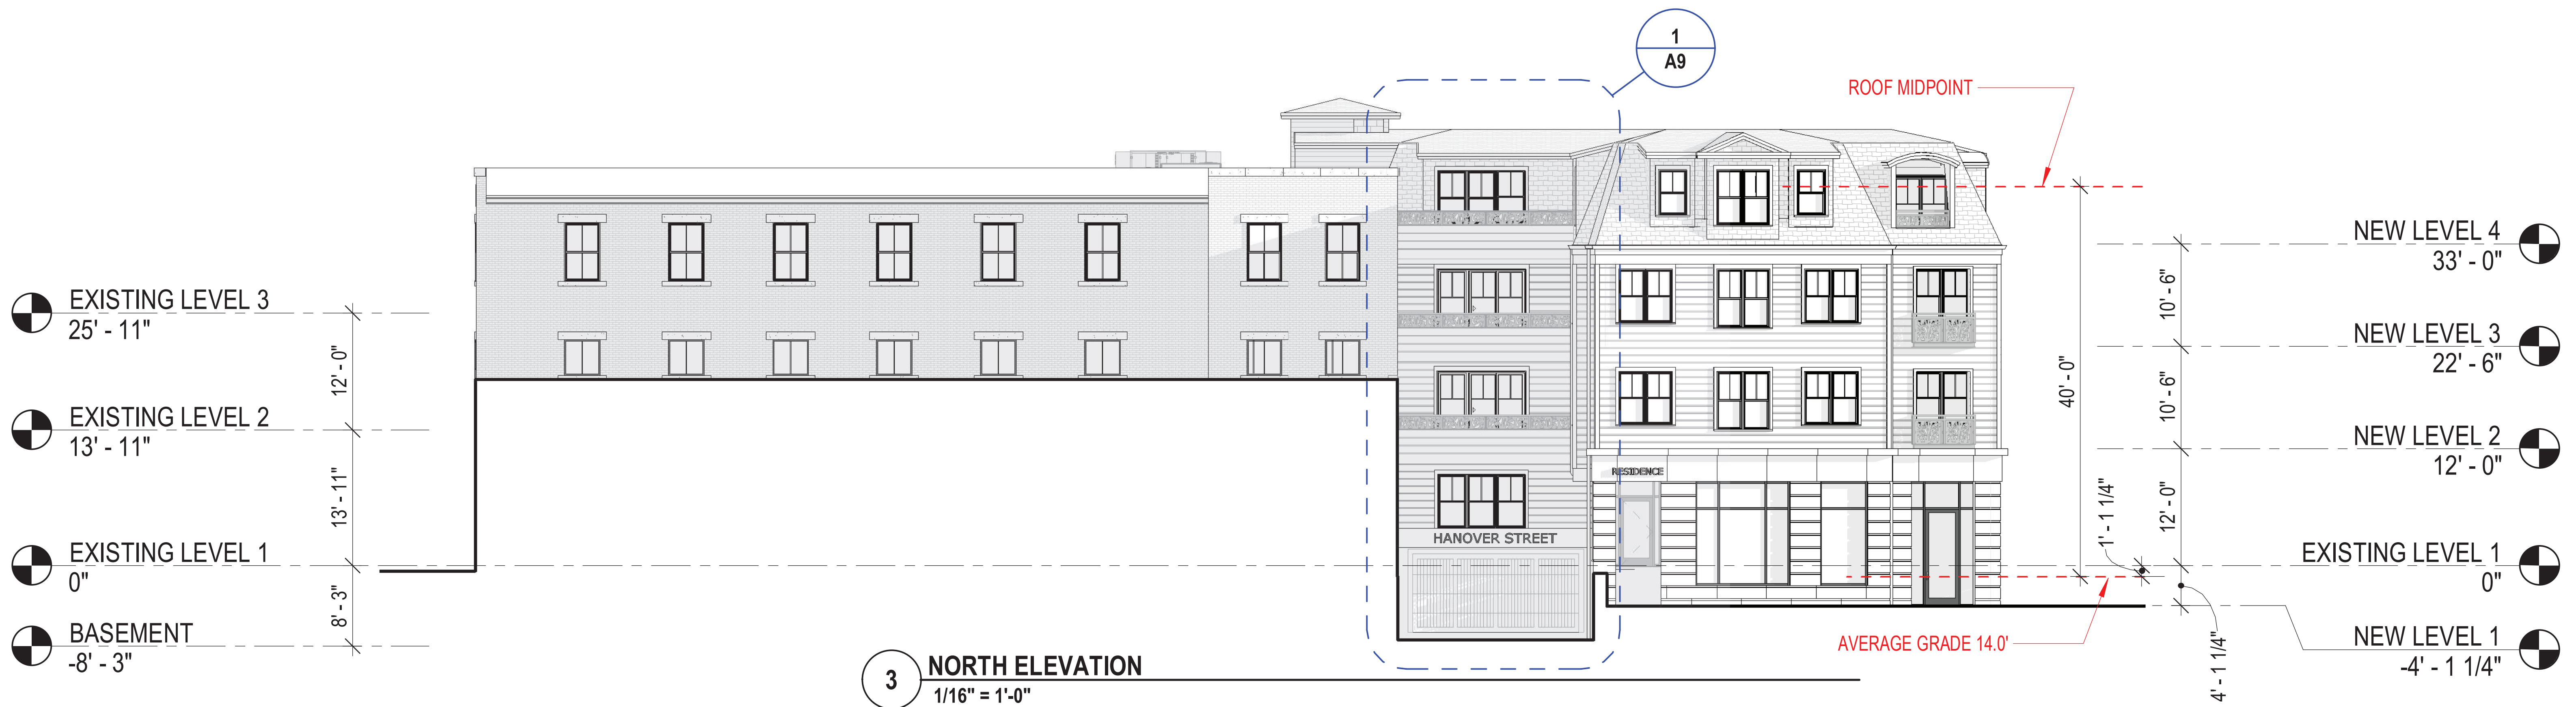 1
A9
ROOF MIDPOINT
EXISTING LEVEL 3
25' - 11"
12' - 0"
EXISTING LEVEL 2
13' - 11"
13' - 11"
EXISTING LEVEL 1
0"
8' - 3"
BASEMENT
-8' - 3"
RESIDENCE
HANOVER STREET
40' - 0"
1' - 1 1/4"
10' - 6"
10' - 6"
12' - 0"
4' - 1 1/4"
NEW LEVEL 4
33' - 0"
NEW LEVEL 3
22' - 6"
NEW LEVEL 2
12' - 0"
EXISTING LEVEL 1
0"
NEW LEVEL 1
-4' - 1 1/4"
AVERAGE GRADE 14.0'
3
NORTH ELEVATION
1/16" = 1'-0"